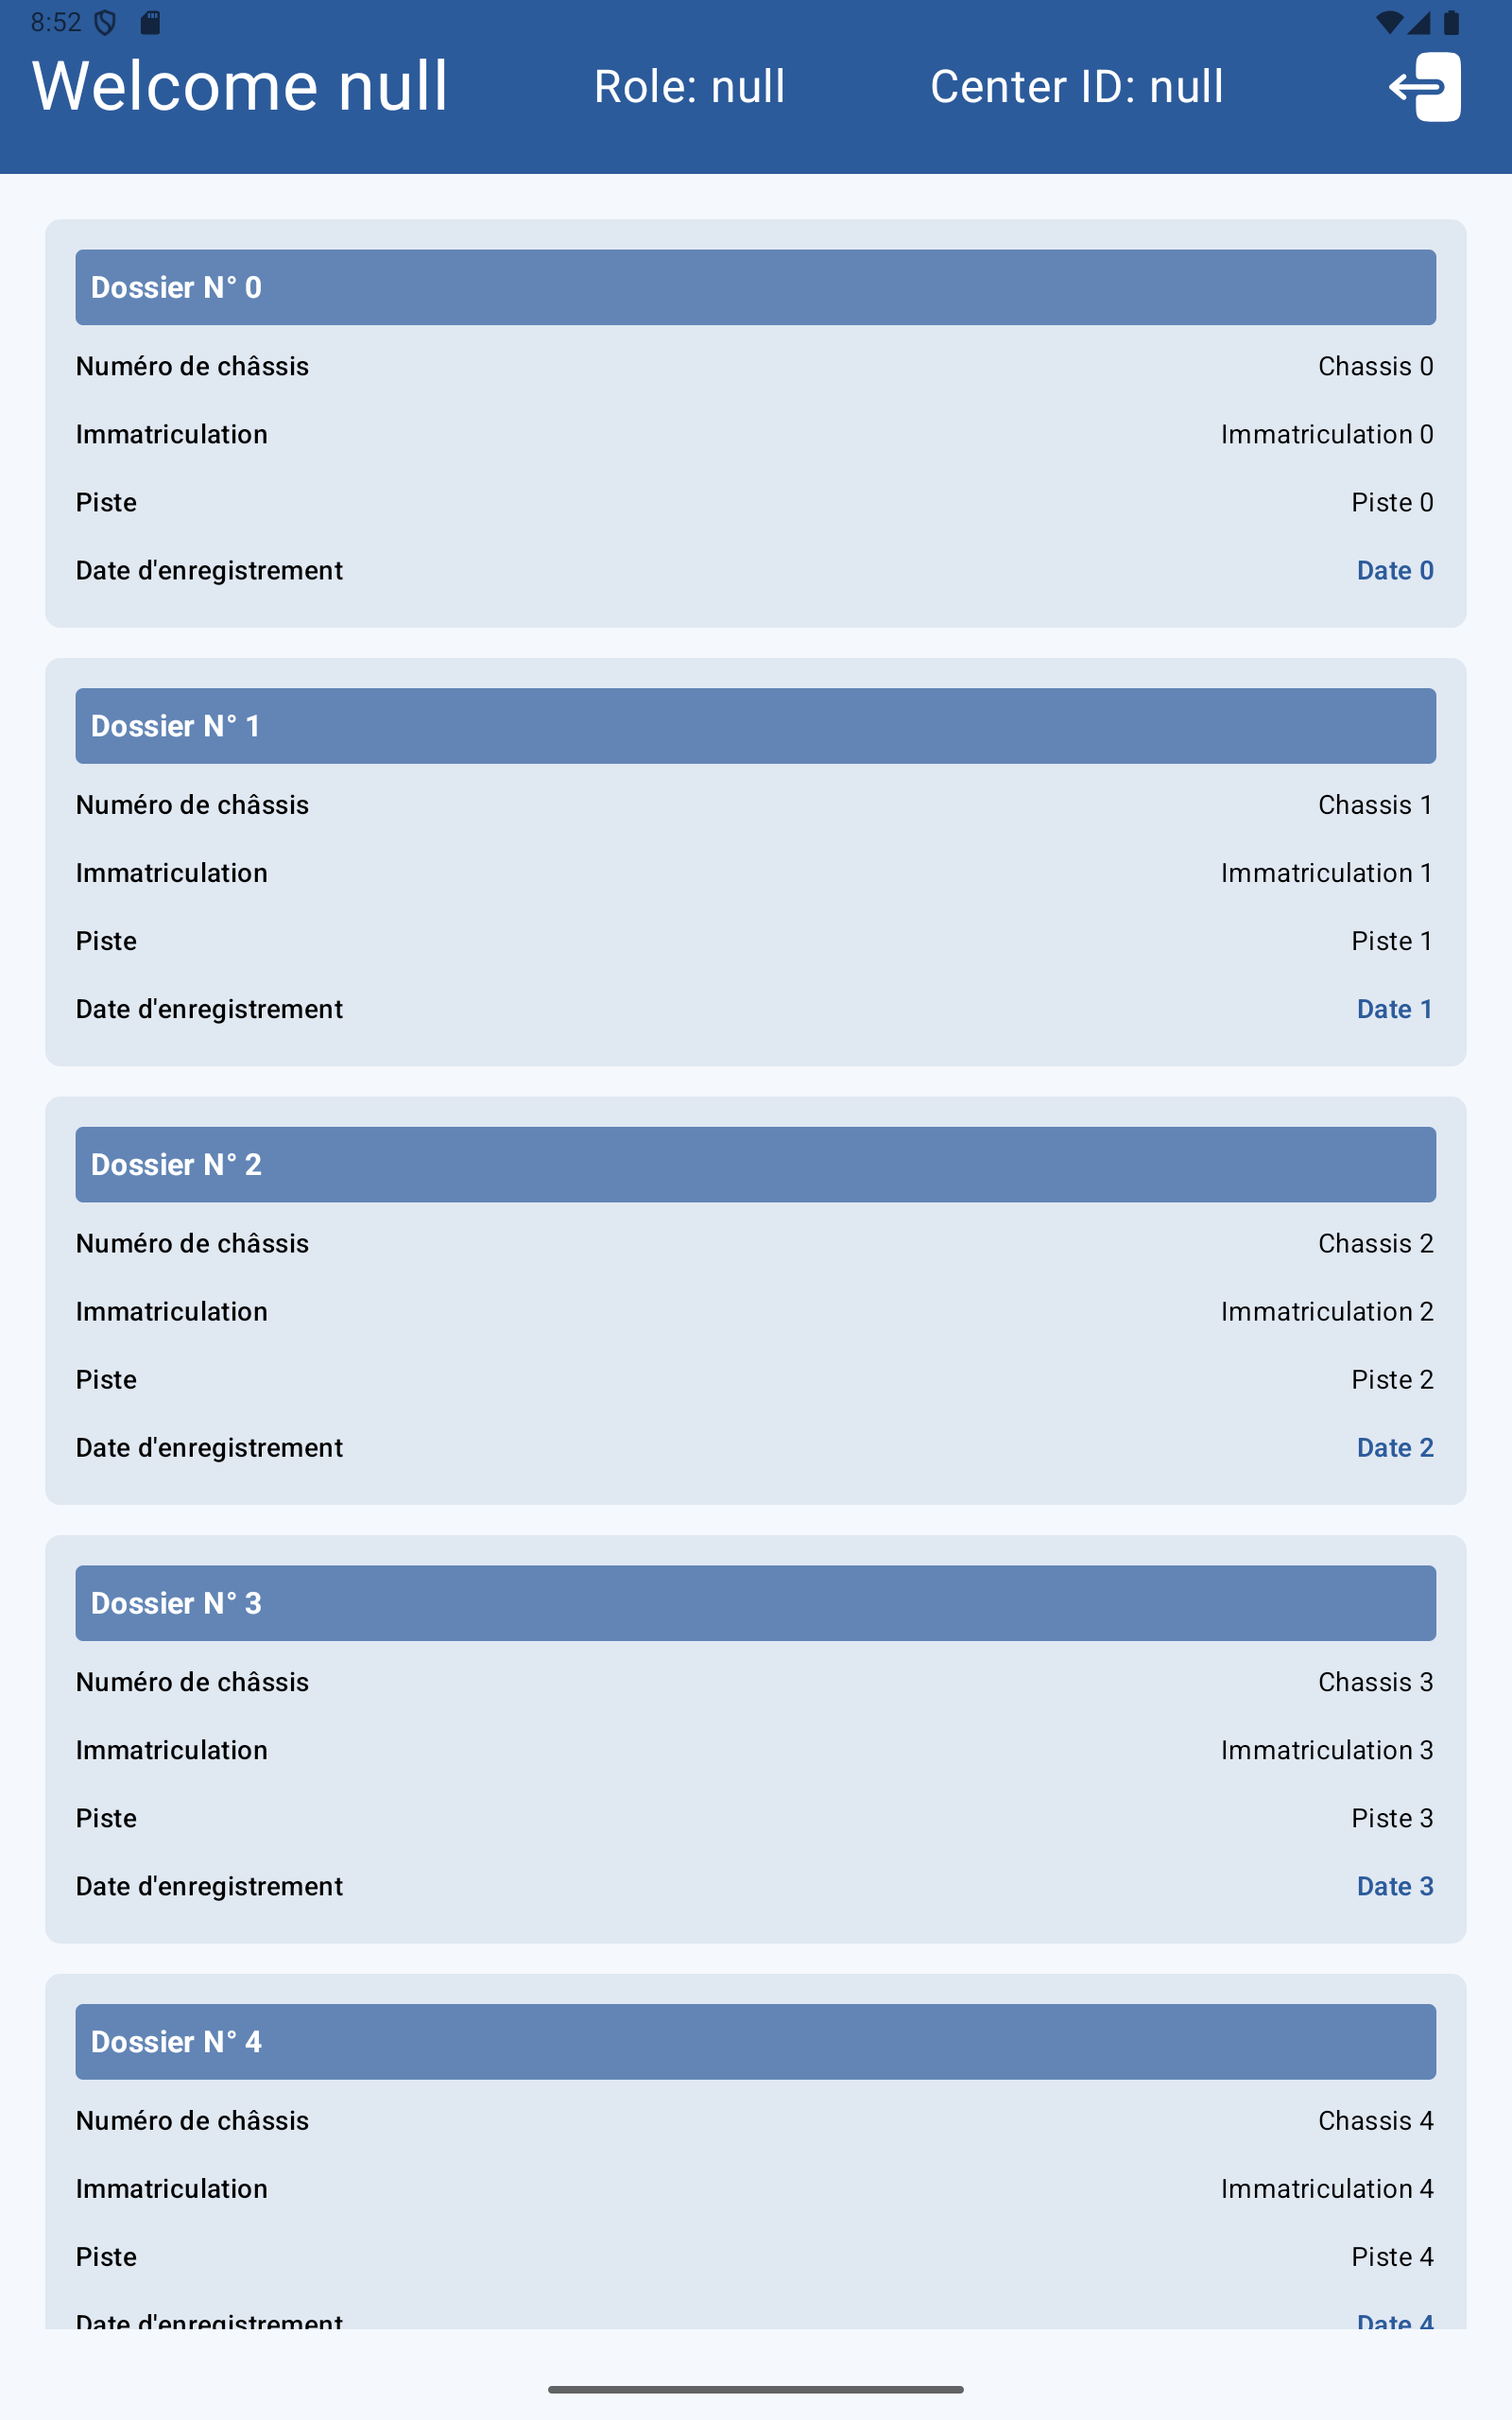 8:52
Welcome null Role: null Center ID: null
Dossier N° 0
Numéro de châssis Chassis 0
Immatriculation Immatriculation 0
Piste Piste 0
Date d'enregistrement Date 0
Dossier N° 1
Numéro de châssis Chassis 1
Immatriculation Immatriculation 1
Piste Piste 1
Date d'enregistrement Date 1
Dossier N° 2
Numéro de châssis Chassis 2
Immatriculation Immatriculation 2
Piste Piste 2
Date d'enregistrement Date 2
Dossier N° 3
Numéro de châssis Chassis 3
Immatriculation Immatriculation 3
Piste Piste 3
Date d'enregistrement Date 3
Dossier N° 4
Numéro de châssis Chassis 4
Immatriculation Immatriculation 4
Piste Piste 4
Date d'enregistrement Date 4